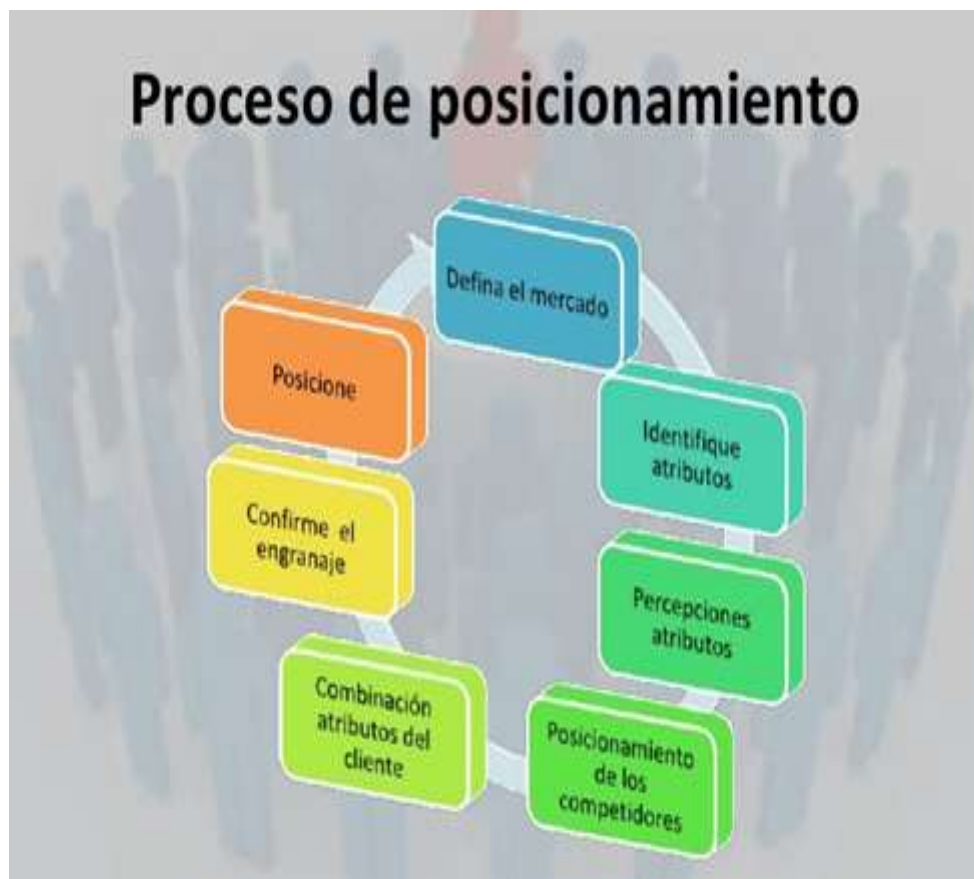 Proceso de posicionamiento
Defina el mercado
Identifique
atributos
Percepciones
atributos
Posicionamiento
de los
competidores
Combinación
atributos del
cliente
Confirme el
engranaje
Posicione